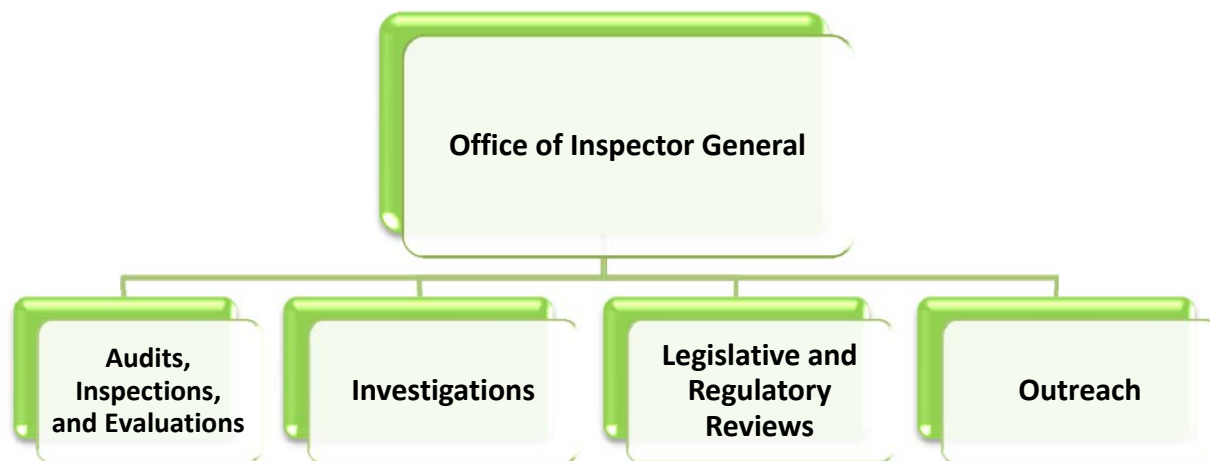 Office of Inspector General
Audits,
Inspections,
and Evaluations
Investigations
Legislative and
Regulatory
Reviews
Outreach